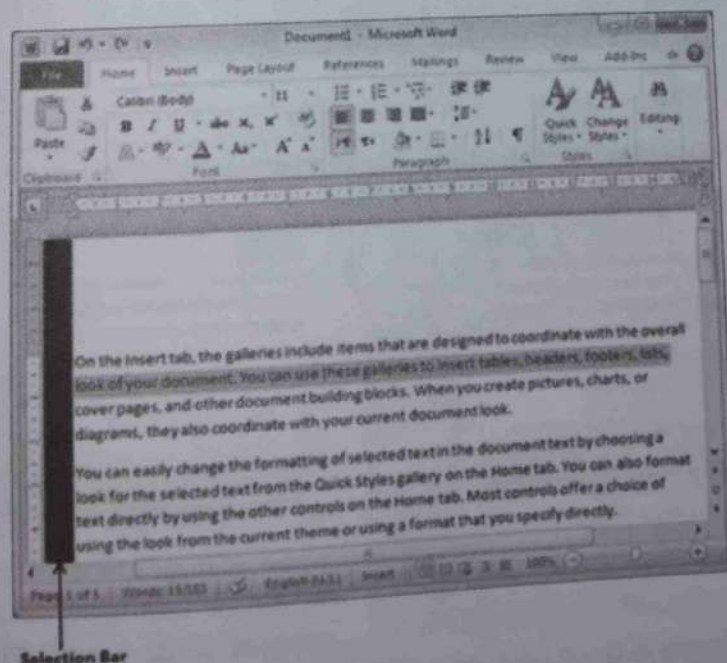 Document1 - Microsoft Word
File Home Insert Page Layout References Mailings Review View Add-Ins
Calibri (Body) 11
Paste
B I U abc
Quick Styles Change Styles Editing
Clipboard Font Paragraph Styles
On the Insert tab, the galleries include items that are designed to coordinate with the overall
look of your document. You can use these galleries to insert tables, headers, footers, lists,
cover pages, and other document building blocks. When you create pictures, charts, or
diagrams, they also coordinate with your current document look.
You can easily change the formatting of selected text in the document text by choosing a
look for the selected text from the Quick Styles gallery on the Home tab. You can also format
text directly by using the other controls on the Home tab. Most controls offer a choice of
using the look from the current theme or using a format that you specify directly.
Words: English (U.S.) Insert 100%
Selection Bar